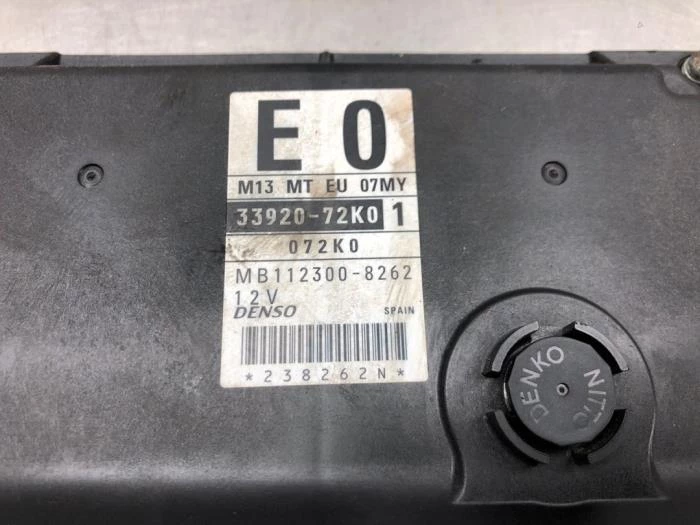 E 0
M13 MT EU 07MY
33920-72K0 1
072K0
MB112300-8262
12V
DENSO SPAIN
*238262N*
DENKO
NITTO